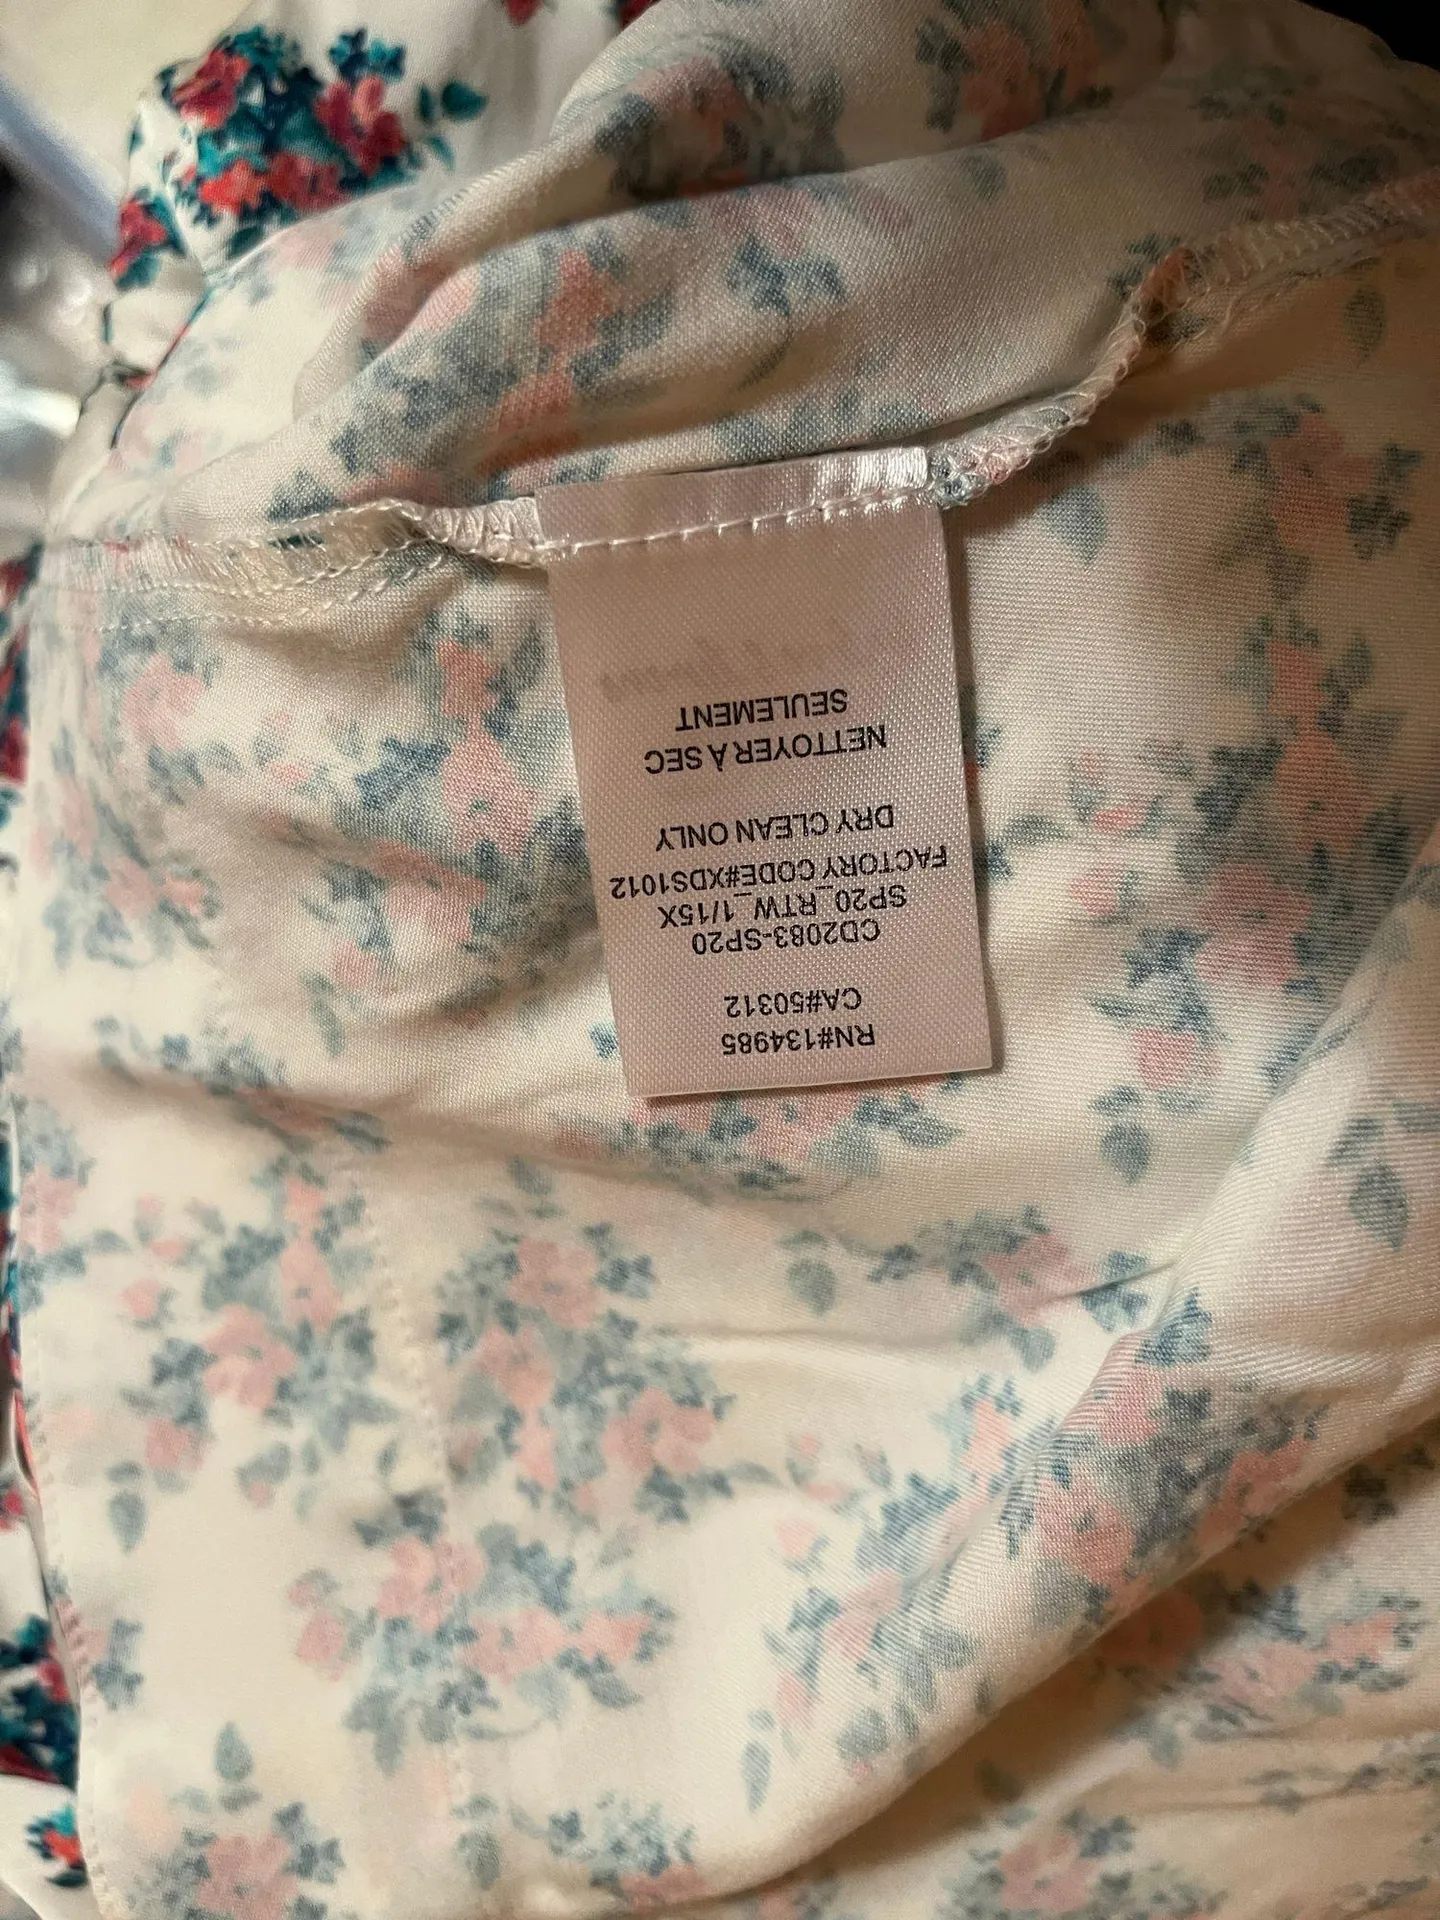 RN#134985
CA#50312
CD2083-SP20
SP20_RTW_1/15X
FACTORY CODE#XDS1012
DRY CLEAN ONLY
NETTOYER À SEC
SEULEMENT